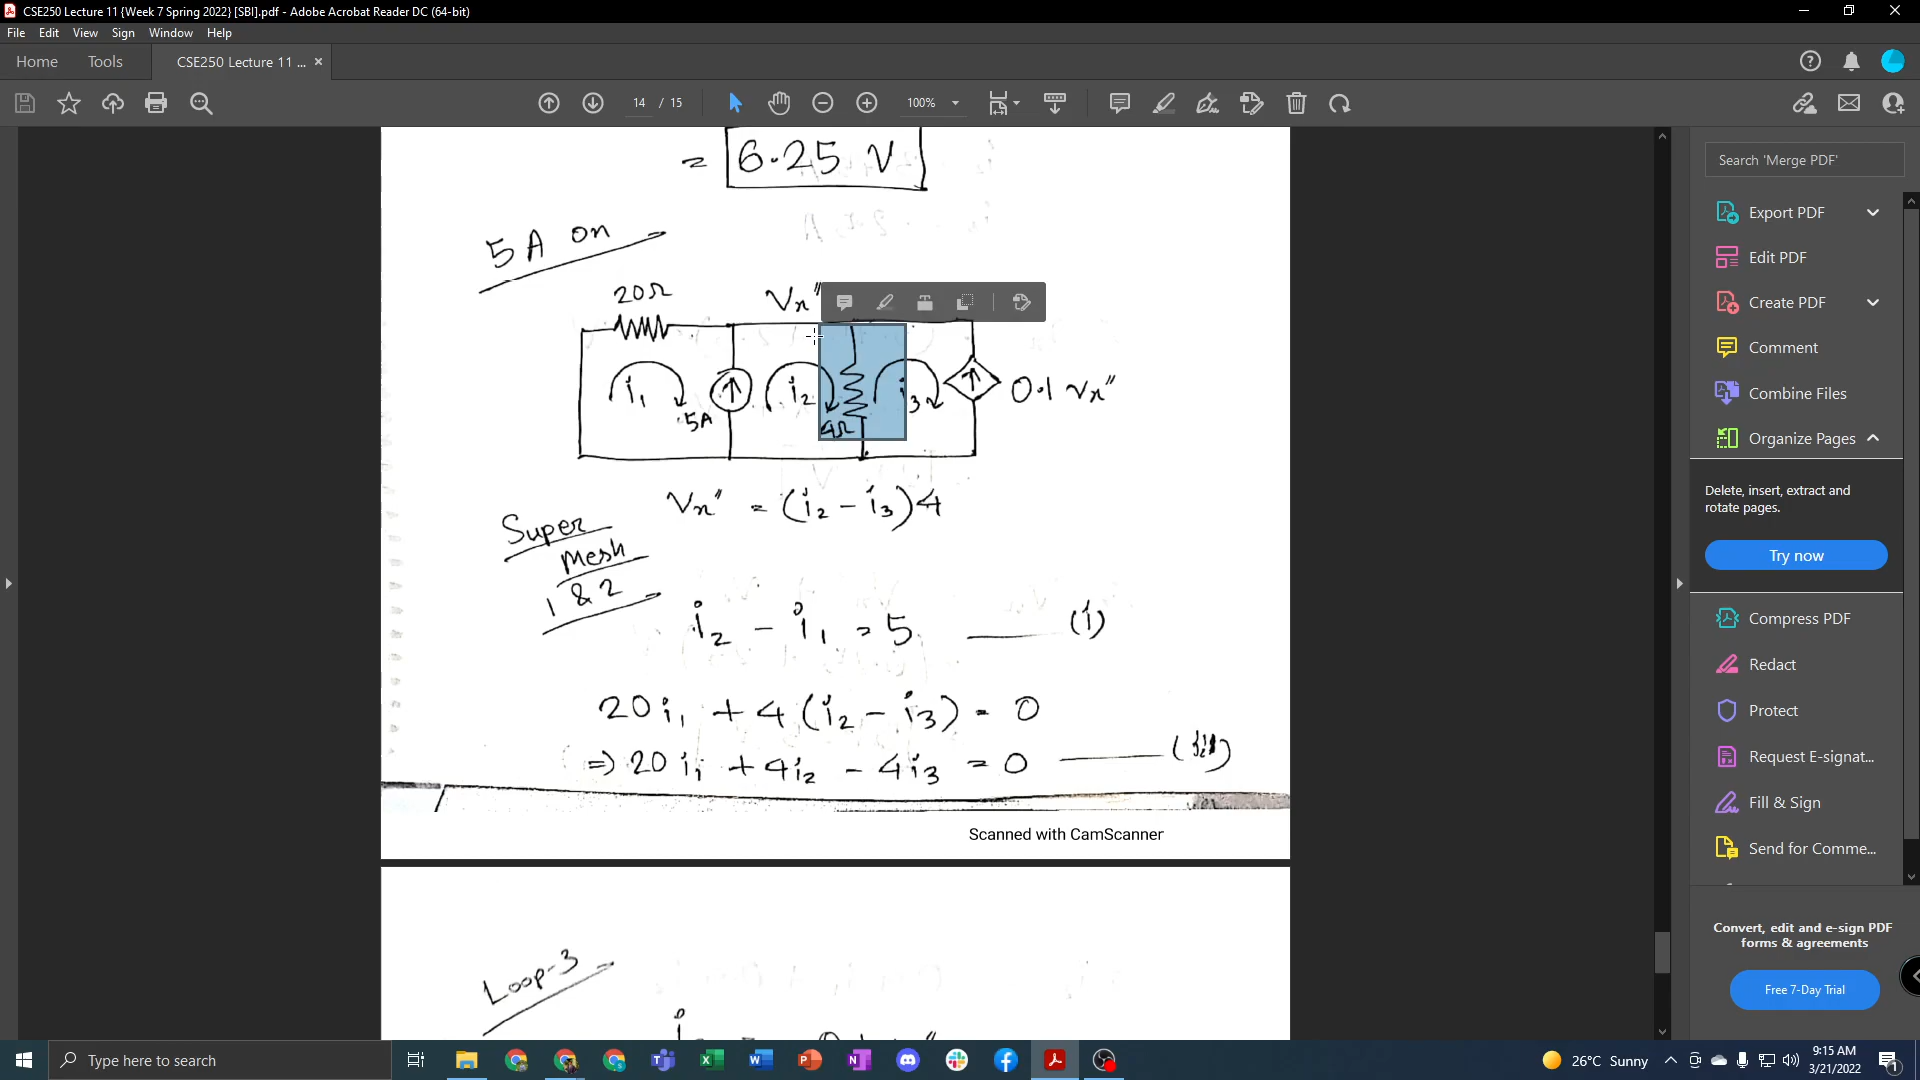 CSE250 Lecture 11 {Week 7 Spring 2022} [SBI].pdf - Adobe Acrobat Reader DC (64-bit)
File Edit View Sign Window Help
Home Tools CSE250 Lecture 11 ... ×
14 / 15 100%
= 6.25 V
5A on
20Ω Vx''
i1 5A i2 4Ω i3 0.1 Vx''
Vx'' = (i2 - i3)4
Super
Mesh
1 & 2
i2 - i1 = 5 (i)
20i1 + 4(i2 - i3) = 0
⇒ 20i1 + 4i2 - 4i3 = 0
Scanned with CamScanner
Loop-3
Search 'Merge PDF'
Export PDF
Edit PDF
Create PDF
Comment
Combine Files
Organize Pages
Delete, insert, extract and
rotate pages.
Try now
Compress PDF
Redact
Protect
Request E-signat...
Fill & Sign
Send for Comme...
Convert, edit and e-sign PDF
forms & agreements
Free 7-Day Trial
Type here to search
26°C Sunny
9:15 AM
3/21/2022
1